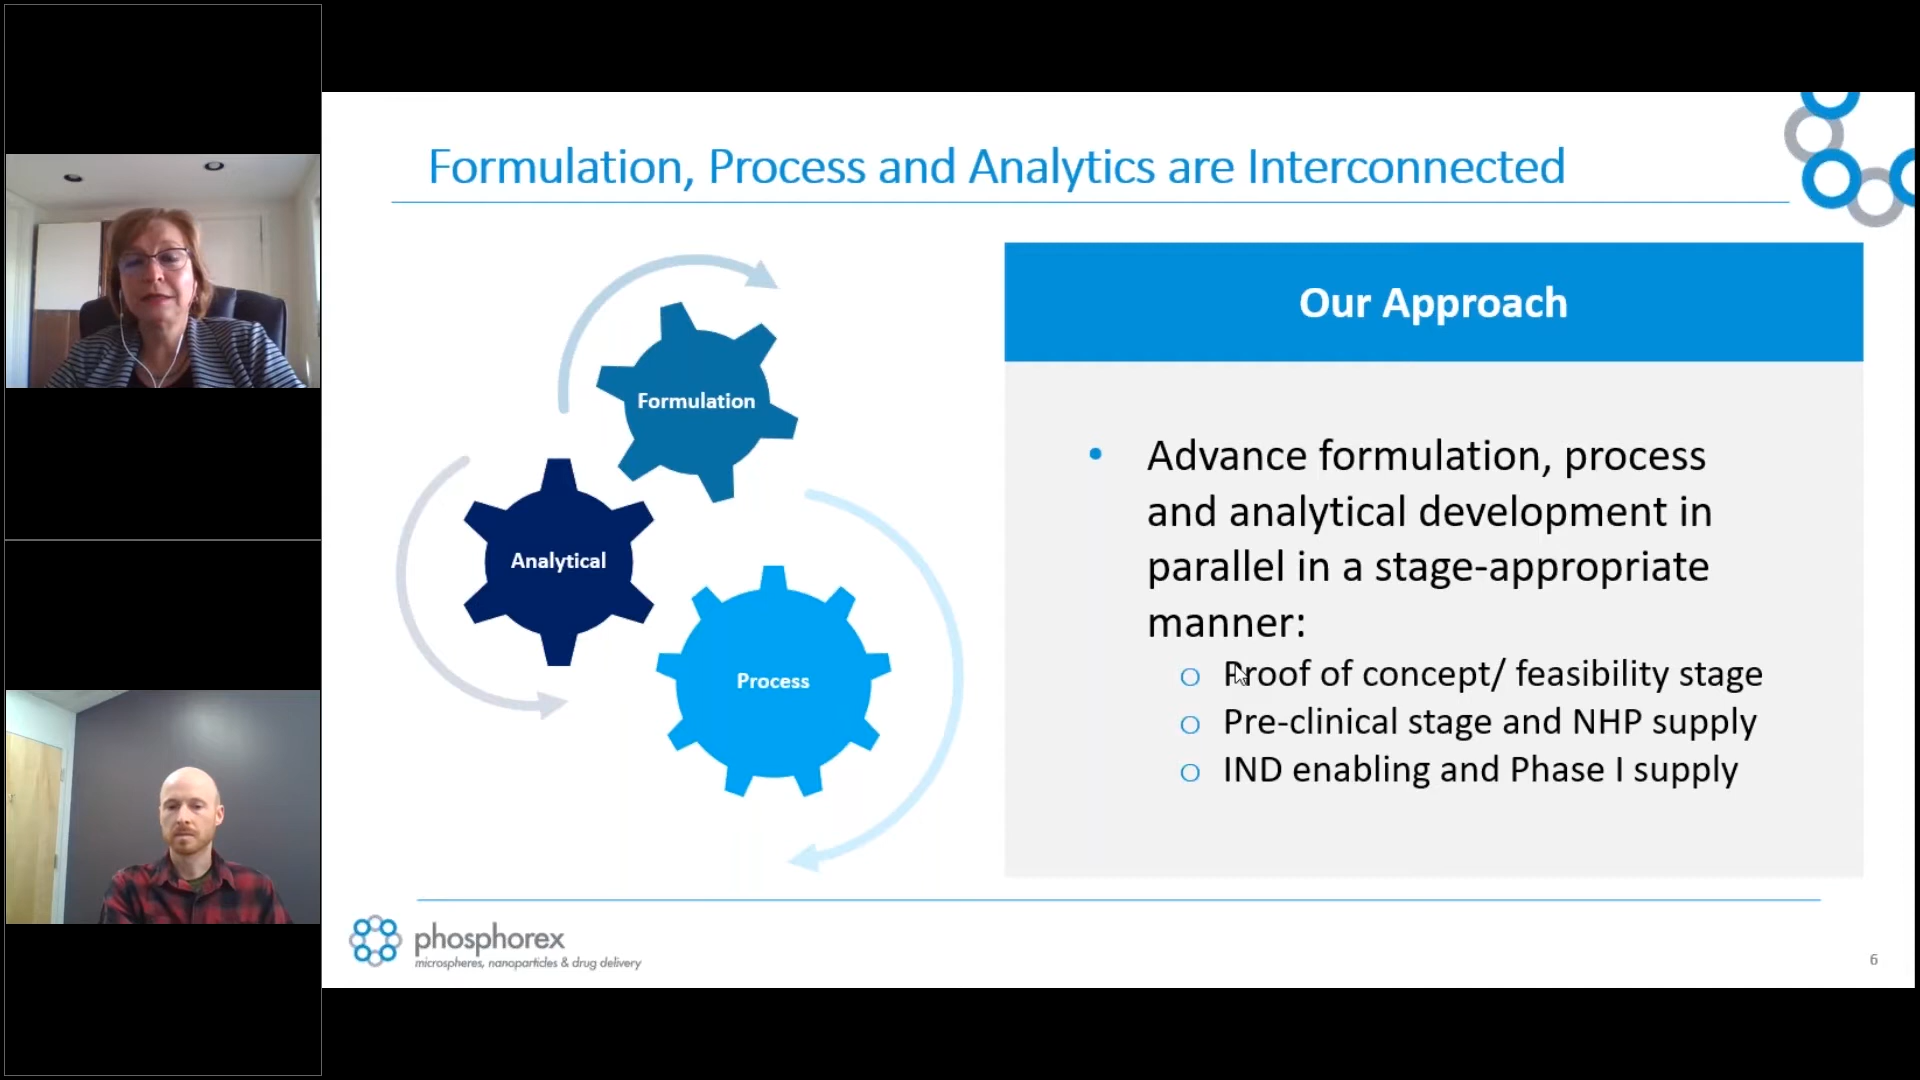 Formulation, Process and Analytics are Interconnected
Formulation
Analytical
Process
Our Approach
• Advance formulation, process
and analytical development in
parallel in a stage-appropriate
manner:
o Proof of concept/ feasibility stage
o Pre-clinical stage and NHP supply
o IND enabling and Phase I supply
phosphorex
microspheres, nanoparticles & drug delivery
6